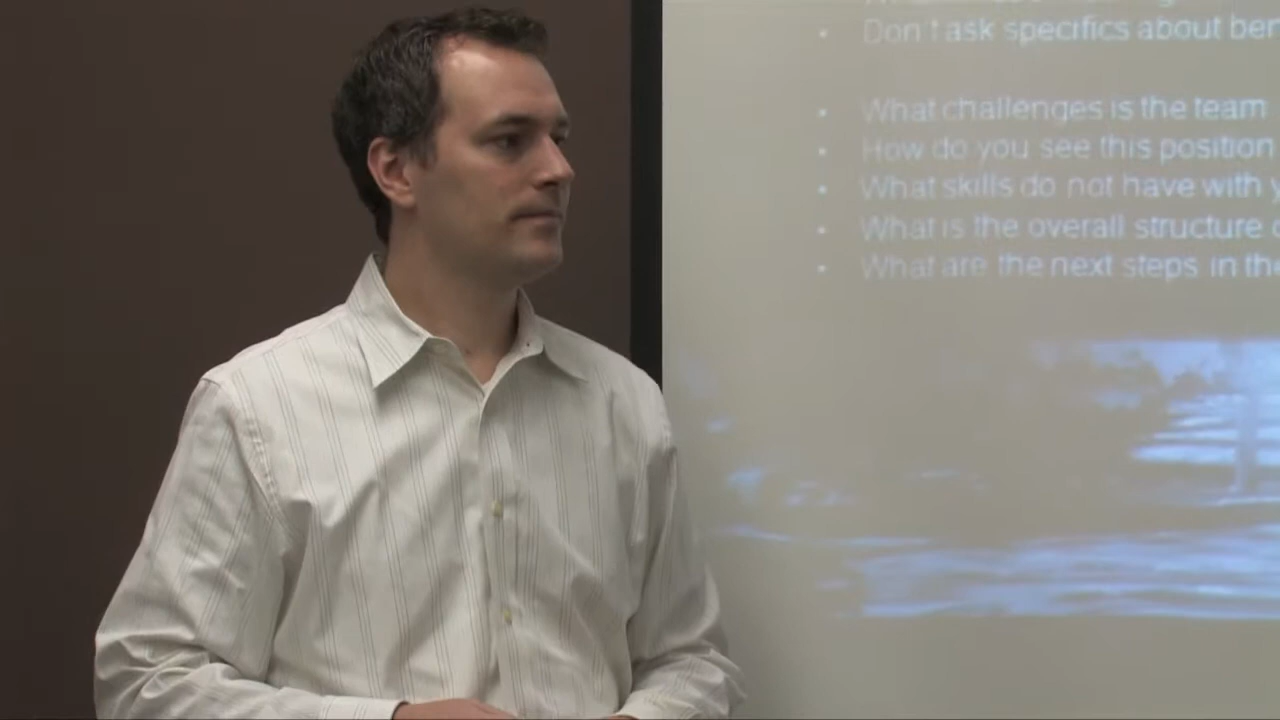 Don't ask specifics about ben
What challenges is the team
How do you see this position
What skills do not have with y
What is the overall structure
What are the next steps in the